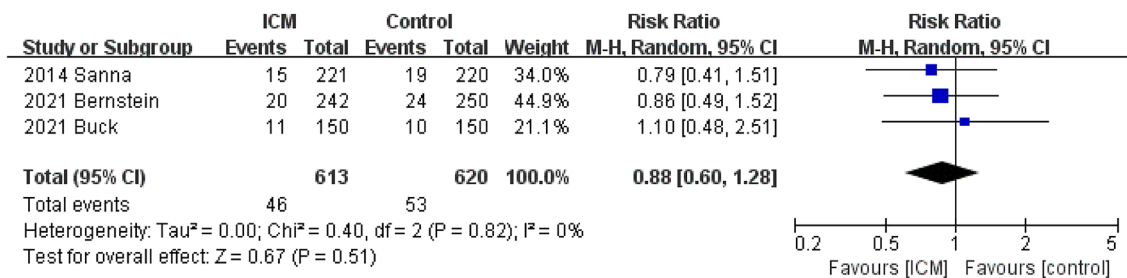 ICM Control Risk Ratio Risk Ratio
Study or Subgroup Events Total Events Total Weight M-H, Random, 95% CI M-H, Random, 95% CI
2014 Sanna 15 221 19 220 34.0% 0.79 [0.41, 1.51]
2021 Bernstein 20 242 24 250 44.9% 0.86 [0.49, 1.52]
2021 Buck 11 150 10 150 21.1% 1.10 [0.48, 2.51]
Total (95% CI) 613 620 100.0% 0.88 [0.60, 1.28]
Total events 46 53
Heterogeneity: Tau² = 0.00; Chi² = 0.40, df = 2 (P = 0.82); I² = 0%
Test for overall effect: Z = 0.67 (P = 0.51)
0.2 0.5 1 2 5
Favours [ICM] Favours [control]